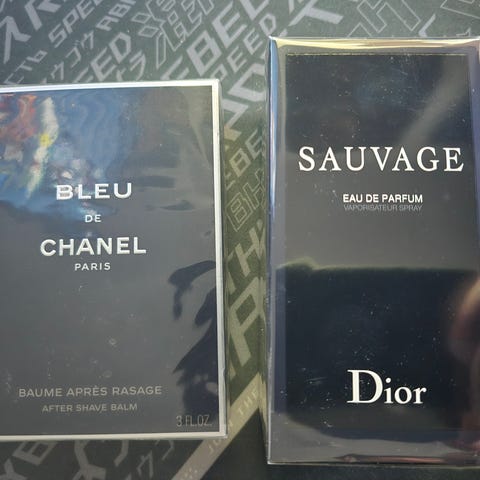 BLEU
DE
CHANEL
PARIS
BAUME APRÈS RASAGE
AFTER SHAVE BALM
3 FL.OZ.
SAUVAGE
EAU DE PARFUM
VAPORISATEUR SPRAY
Dior